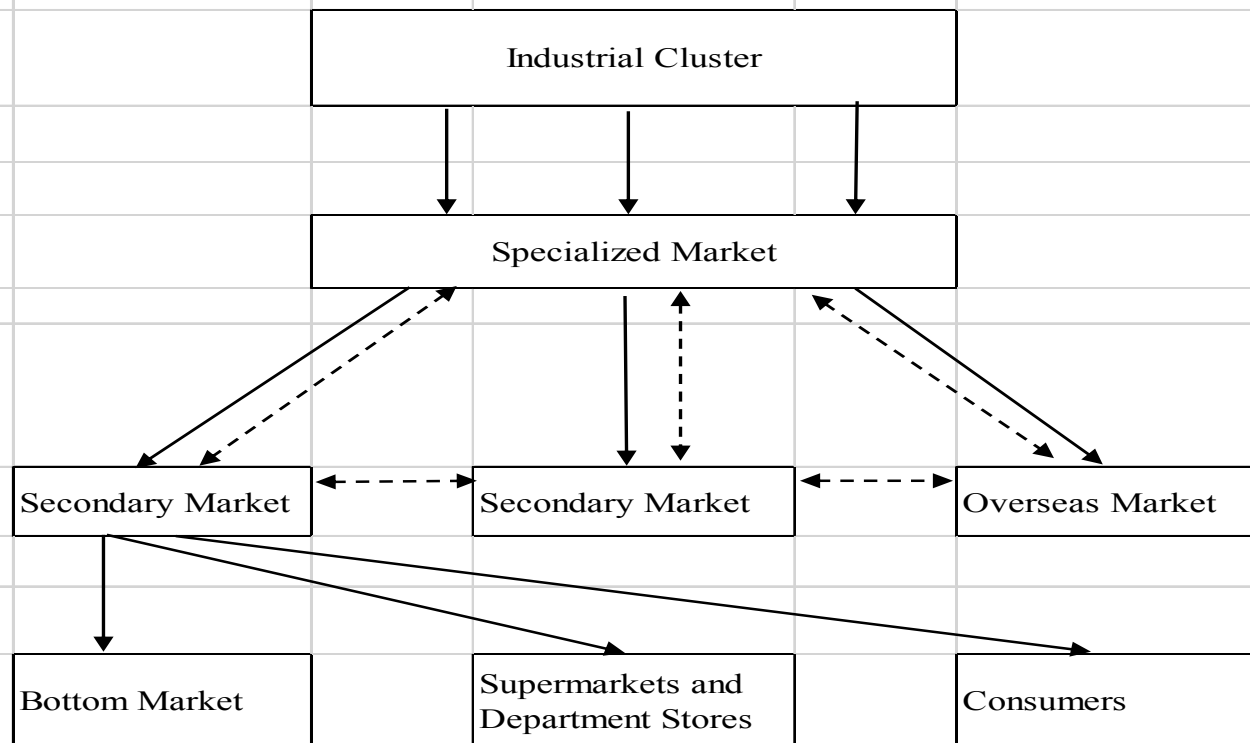 Industrial Cluster
Specialized Market
Secondary Market
Secondary Market
Overseas Market
Bottom Market
Supermarkets and
Department Stores
Consumers